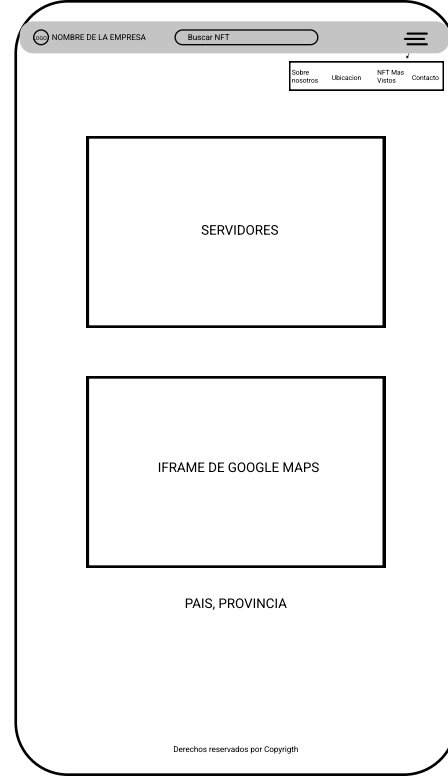 LOGO NOMBRE DE LA EMPRESA
Buscar NFT
Sobre
nosotros
Ubicacion
NFT Mas
Vistos
Contacto
SERVIDORES
IFRAME DE GOOGLE MAPS
PAIS, PROVINCIA
Derechos reservados por Copyrigth